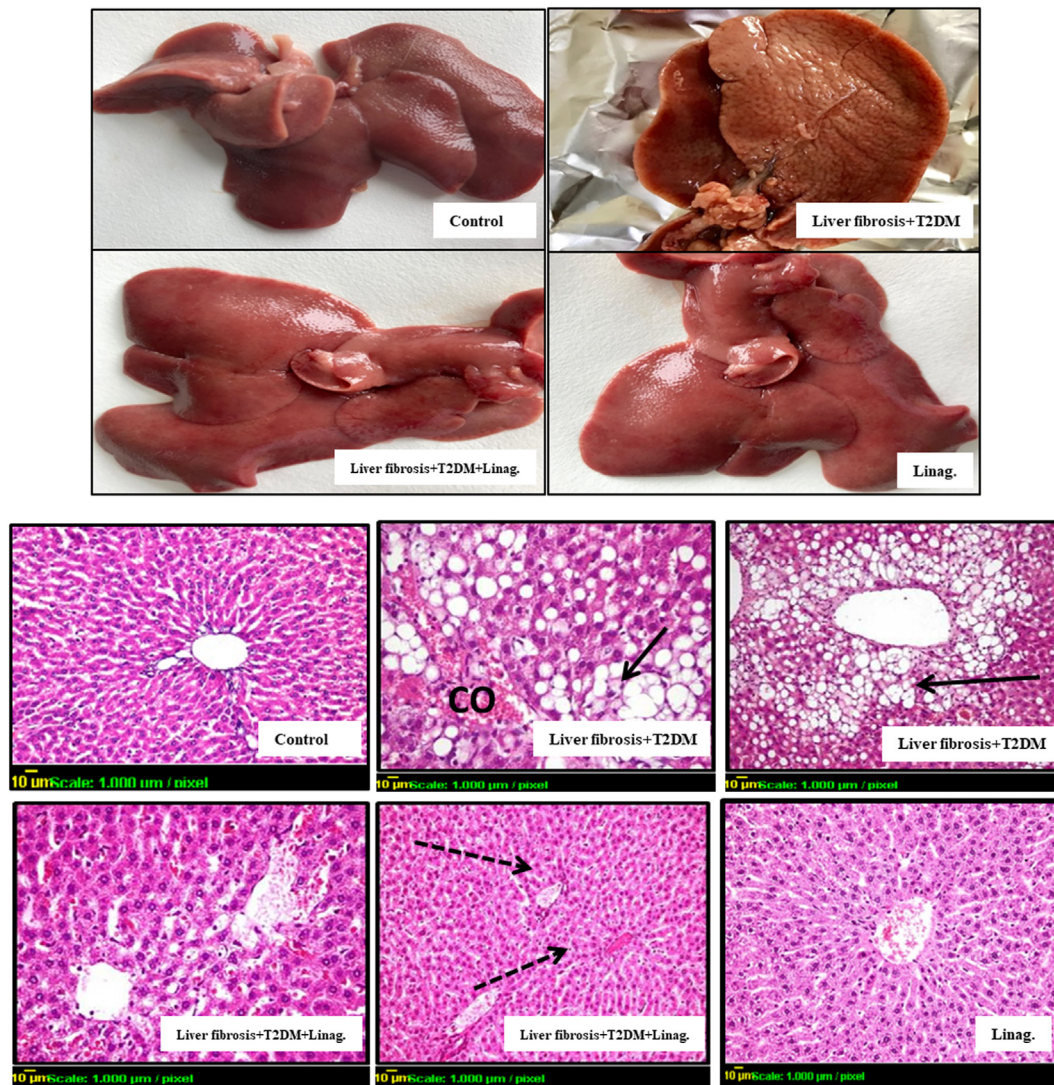 Control
Liver fibrosis+T2DM
Liver fibrosis+T2DM+Linag.
Linag.
CO
Control
Liver fibrosis+T2DM
Liver fibrosis+T2DM
10 µm Scale: 1.000 µm / pixel
10 µm Scale: 1.000 µm / pixel
10 µm Scale: 1.000 µm / pixel
Liver fibrosis+T2DM+Linag.
Liver fibrosis+T2DM+Linag.
Linag.
10 µm Scale: 1.000 µm / pixel
10 µm Scale: 1.000 µm / pixel
10 µm Scale: 1.000 µm / pixel